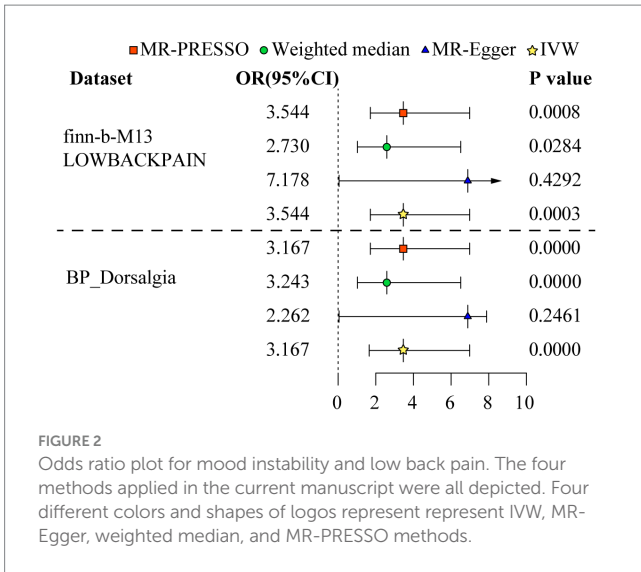 MR-PRESSO Weighted median MR-Egger IVW
Dataset OR(95%CI) P value
3.544 0.0008
finn-b-M13 2.730 0.0284
LOWBACKPAIN
7.178 0.4292
3.544 0.0003
3.167 0.0000
BP_Dorsalgia 3.243 0.0000
2.262 0.2461
3.167 0.0000
0 2 4 6 8 10
FIGURE 2
Odds ratio plot for mood instability and low back pain. The four
methods applied in the current manuscript were all depicted. Four
different colors and shapes of logos represent represent IVW, MR-
Egger, weighted median, and MR-PRESSO methods.